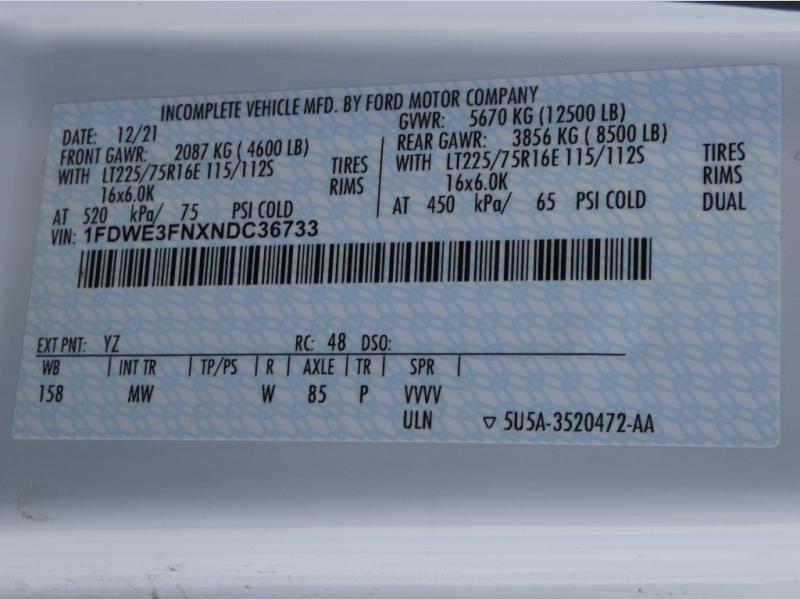 INCOMPLETE VEHICLE MFD. BY FORD MOTOR COMPANY
DATE: 12/21 GVWR: 5670 KG (12500 LB)
FRONT GAWR: 2087 KG ( 4600 LB) REAR GAWR: 3856 KG ( 8500 LB)
WITH LT225/75R16E 115/112S TIRES WITH LT225/75R16E 115/112S TIRES
16x6.0K RIMS 16x6.0K RIMS
AT 520 kPa/ 75 PSI COLD AT 450 kPa/ 65 PSI COLD DUAL
VIN: 1FDWE3FNXNDC36733
EXT PNT: YZ RC: 48 DSO:
WB | INT TR | TP/PS | R | AXLE | TR | SPR |
158 MW W 85 P VVVV
ULN ▽ 5U5A-3520472-AA